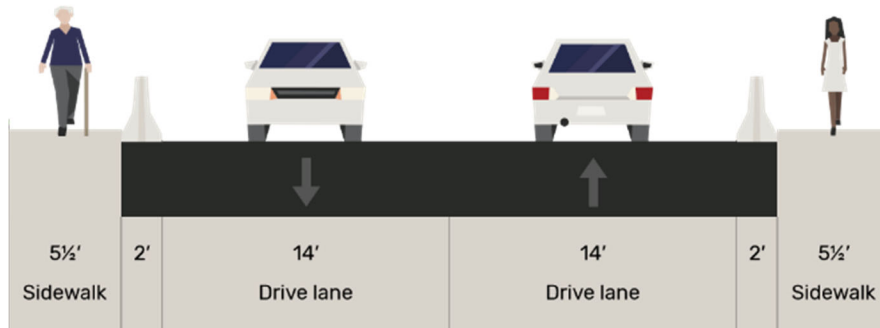 5½′ 2′ 14′ 14′ 2′ 5½′
Sidewalk Drive lane Drive lane Sidewalk